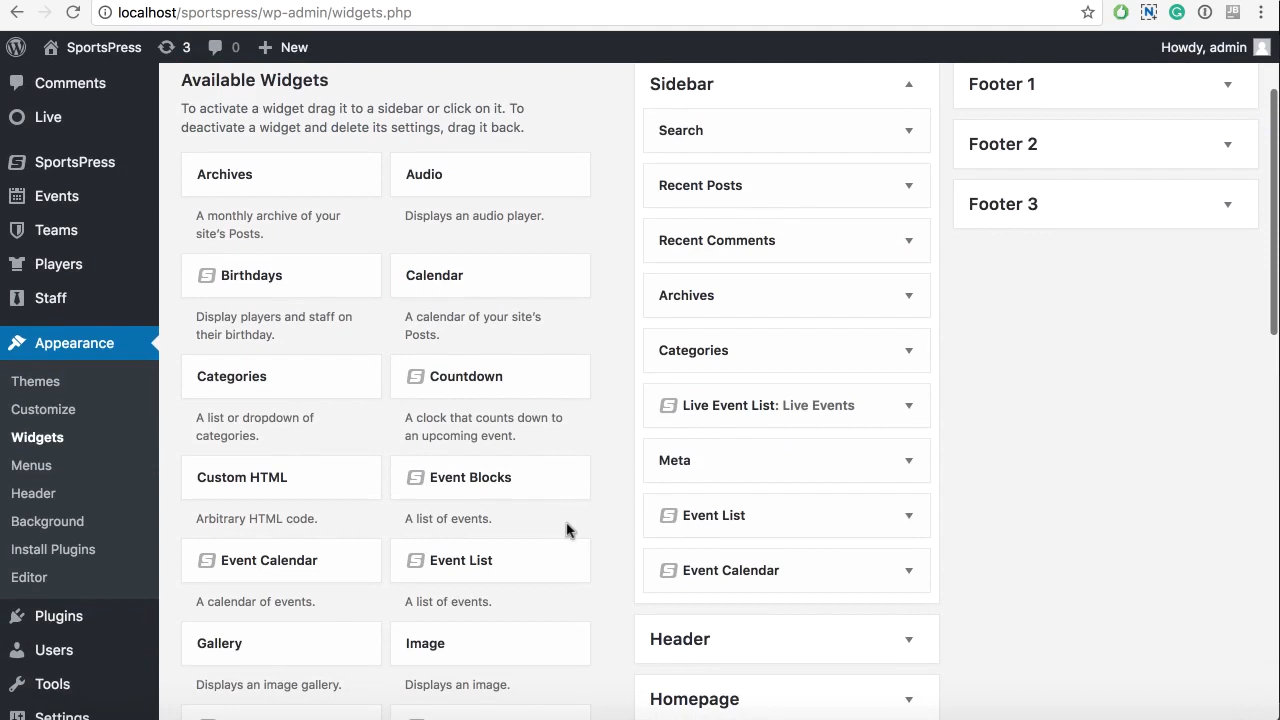 localhost/sportspress/wp-admin/widgets.php
SportsPress
3
0
New
Howdy, admin
Comments
Live
SportsPress
Events
Teams
Players
Staff
Appearance
Themes
Customize
Widgets
Menus
Header
Background
Install Plugins
Editor
Plugins
Users
Tools
Settings
Available Widgets
To activate a widget drag it to a sidebar or click on it. To
deactivate a widget and delete its settings, drag it back.
Archives
A monthly archive of your
site's Posts.
Audio
Displays an audio player.
Birthdays
Display players and staff on
their birthday.
Calendar
A calendar of your site's
Posts.
Categories
A list or dropdown of
categories.
Countdown
A clock that counts down to
an upcoming event.
Custom HTML
Arbitrary HTML code.
Event Blocks
A list of events.
Event Calendar
A calendar of events.
Event List
A list of events.
Gallery
Displays an image gallery.
Image
Displays an image.
Sidebar
Search
Recent Posts
Recent Comments
Archives
Categories
Live Event List: Live Events
Meta
Event List
Event Calendar
Header
Homepage
Footer 1
Footer 2
Footer 3